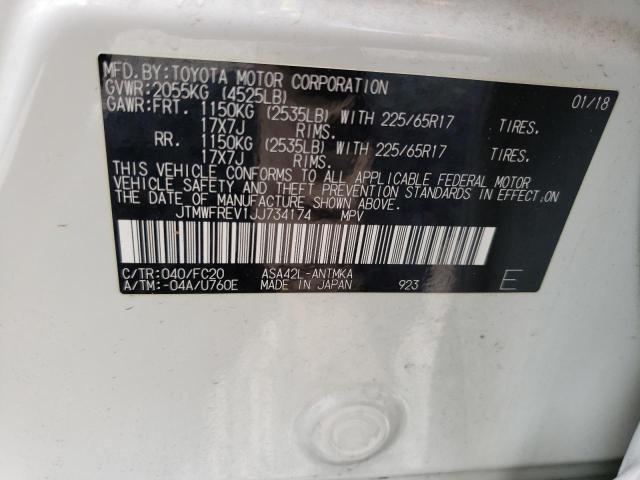 MFD.BY:TOYOTA MOTOR CORPORATION 01/18
GVWR:2055KG (4525LB)
GAWR:FRT. 1150KG (2535LB) WITH 225/65R17 TIRES.
17X7J RIMS.
RR. 1150KG (2535LB) WITH 225/65R17 TIRES.
17X7J RIMS.
THIS VEHICLE CONFORMS TO ALL APPLICABLE FEDERAL MOTOR
VEHICLE SAFETY AND THEFT PREVENTION STANDARDS IN EFFECT ON
THE DATE OF MANUFACTURE SHOWN ABOVE.
JTMWFREV1JJ734174 MPV
C/TR:040/FC20 ASA42L-ANTMKA
A/TM:-04A/U760E MADE IN JAPAN 923 E